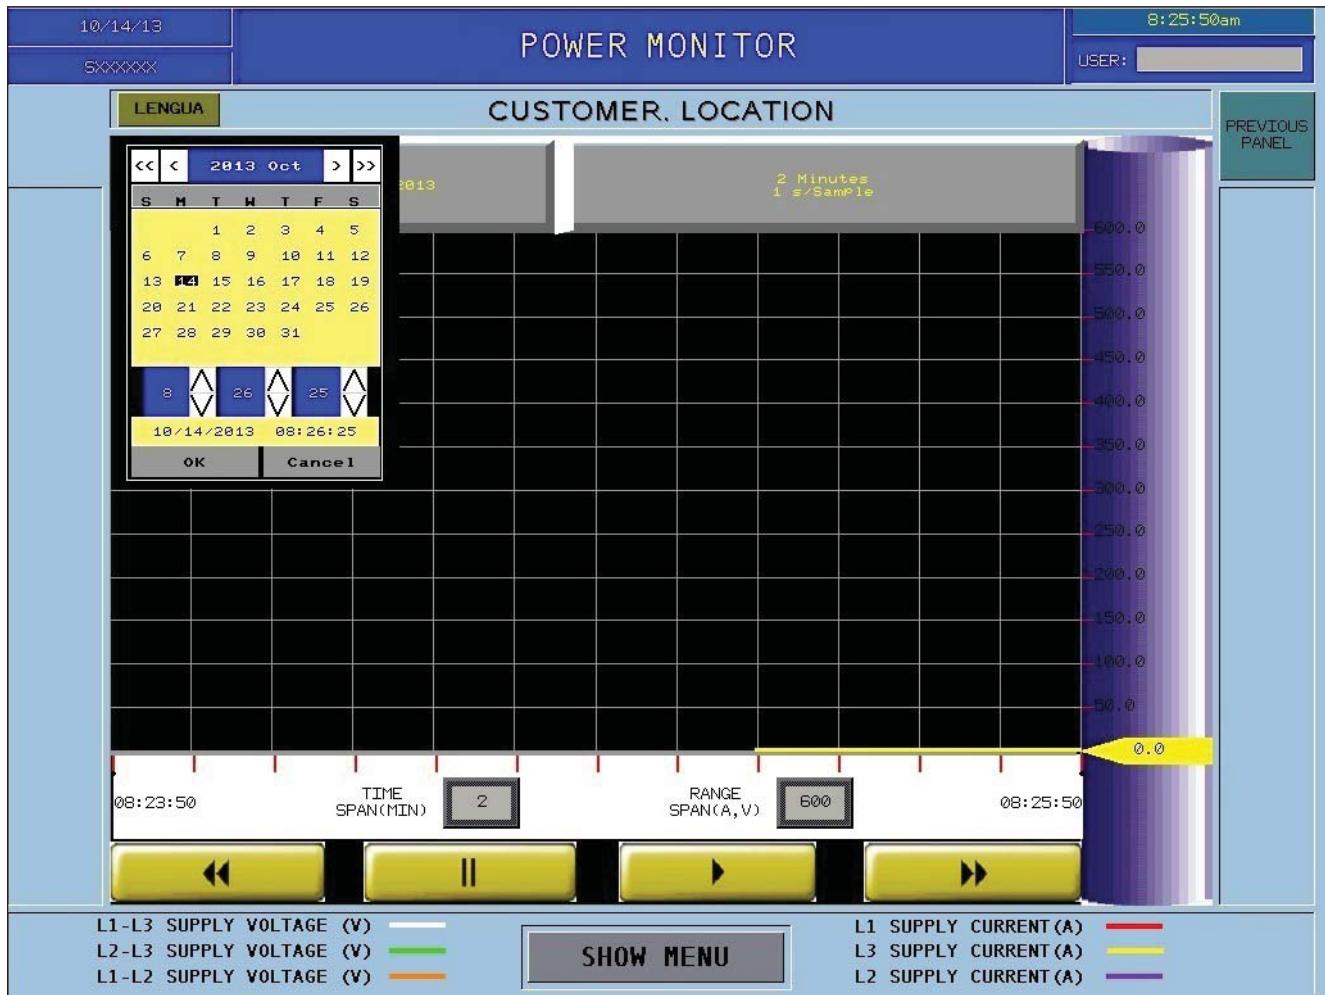 10/14/13
POWER MONITOR
8:25:50am
SXXXXXX
USER:
LENGUA
CUSTOMER. LOCATION
PREVIOUS
PANEL
<< < 2013 Oct > >>
S M T W T F S
1 2 3 4 5
6 7 8 9 10 11 12
13 14 15 16 17 18 19
20 21 22 23 24 25 26
27 28 29 30 31
8 26 25
10/14/2013 08:26:25
OK Cancel
2013
2 Minutes
1 s/Sample
600.0
550.0
500.0
450.0
400.0
350.0
300.0
250.0
200.0
150.0
100.0
50.0
0.0
08:23:50
TIME
SPAN(MIN)
2
RANGE
SPAN(A,V)
600
08:25:50
L1-L3 SUPPLY VOLTAGE (V)
L2-L3 SUPPLY VOLTAGE (V)
L1-L2 SUPPLY VOLTAGE (V)
SHOW MENU
L1 SUPPLY CURRENT(A)
L3 SUPPLY CURRENT(A)
L2 SUPPLY CURRENT(A)